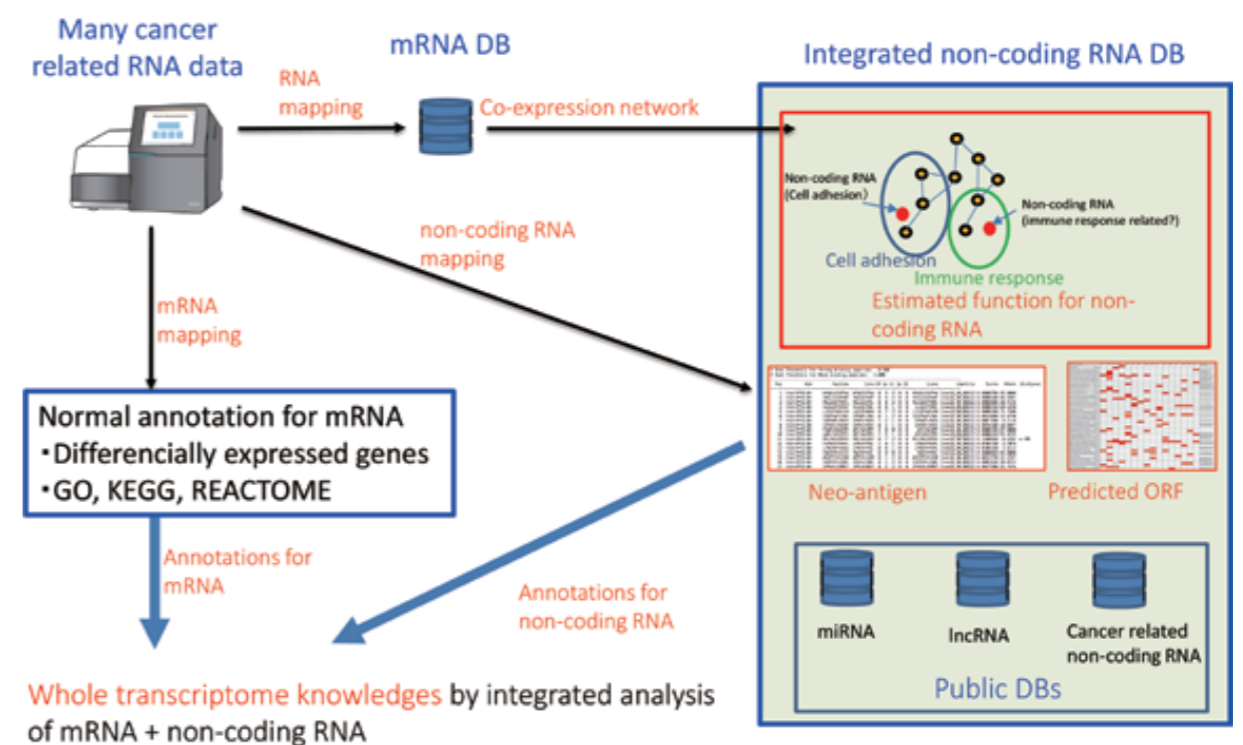 Many cancer
related RNA data
mRNA DB
Integrated non-coding RNA DB
RNA
mapping
Co-expression network
Non-coding RNA
(Cell adhesion)
Non-coding RNA
(immune response related?)
non-coding RNA
mapping
Cell adhesion
Immune response
Estimated function for non-
coding RNA
mRNA
mapping
Normal annotation for mRNA
・Differencially expressed genes
・GO, KEGG, REACTOME
Neo-antigen
Predicted ORF
Annotations for
mRNA
Annotations for
non-coding RNA
miRNA
lncRNA
Cancer related
non-coding RNA
Public DBs
Whole transcriptome knowledges by integrated analysis
of mRNA + non-coding RNA